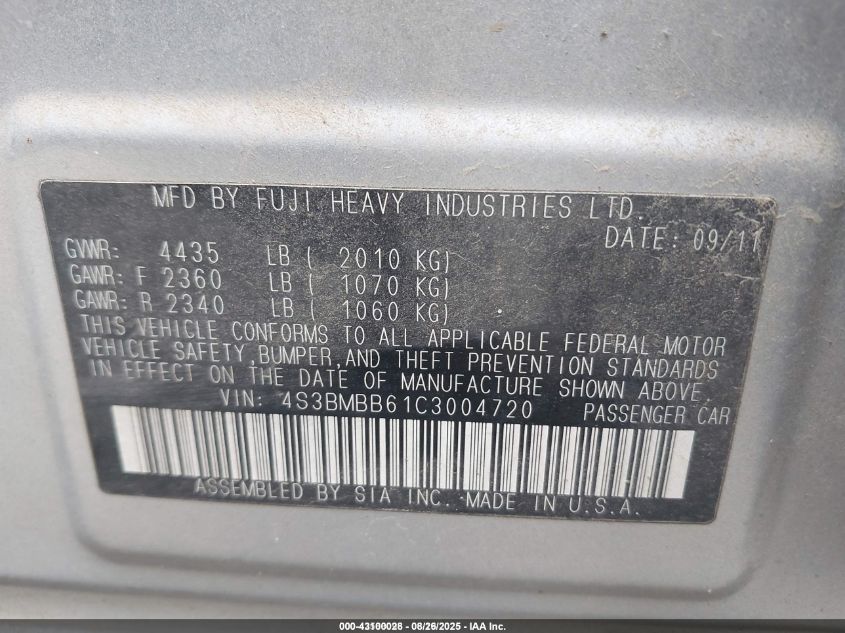 MFD BY FUJI HEAVY INDUSTRIES LTD.
DATE: 09/11
GVWR: 4435 LB ( 2010 KG)
GAWR: F 2360 LB ( 1070 KG)
GAWR: R 2340 LB ( 1060 KG)
THIS VEHICLE CONFORMS TO ALL APPLICABLE FEDERAL MOTOR
VEHICLE SAFETY, BUMPER, AND THEFT PREVENTION STANDARDS
IN EFFECT ON THE DATE OF MANUFACTURE SHOWN ABOVE.
VIN: 4S3BMBB61C3004720 PASSENGER CAR
ASSEMBLED BY SIA INC. MADE IN U.S.A.
000-43100028 - 08/26/2025 - IAA Inc.